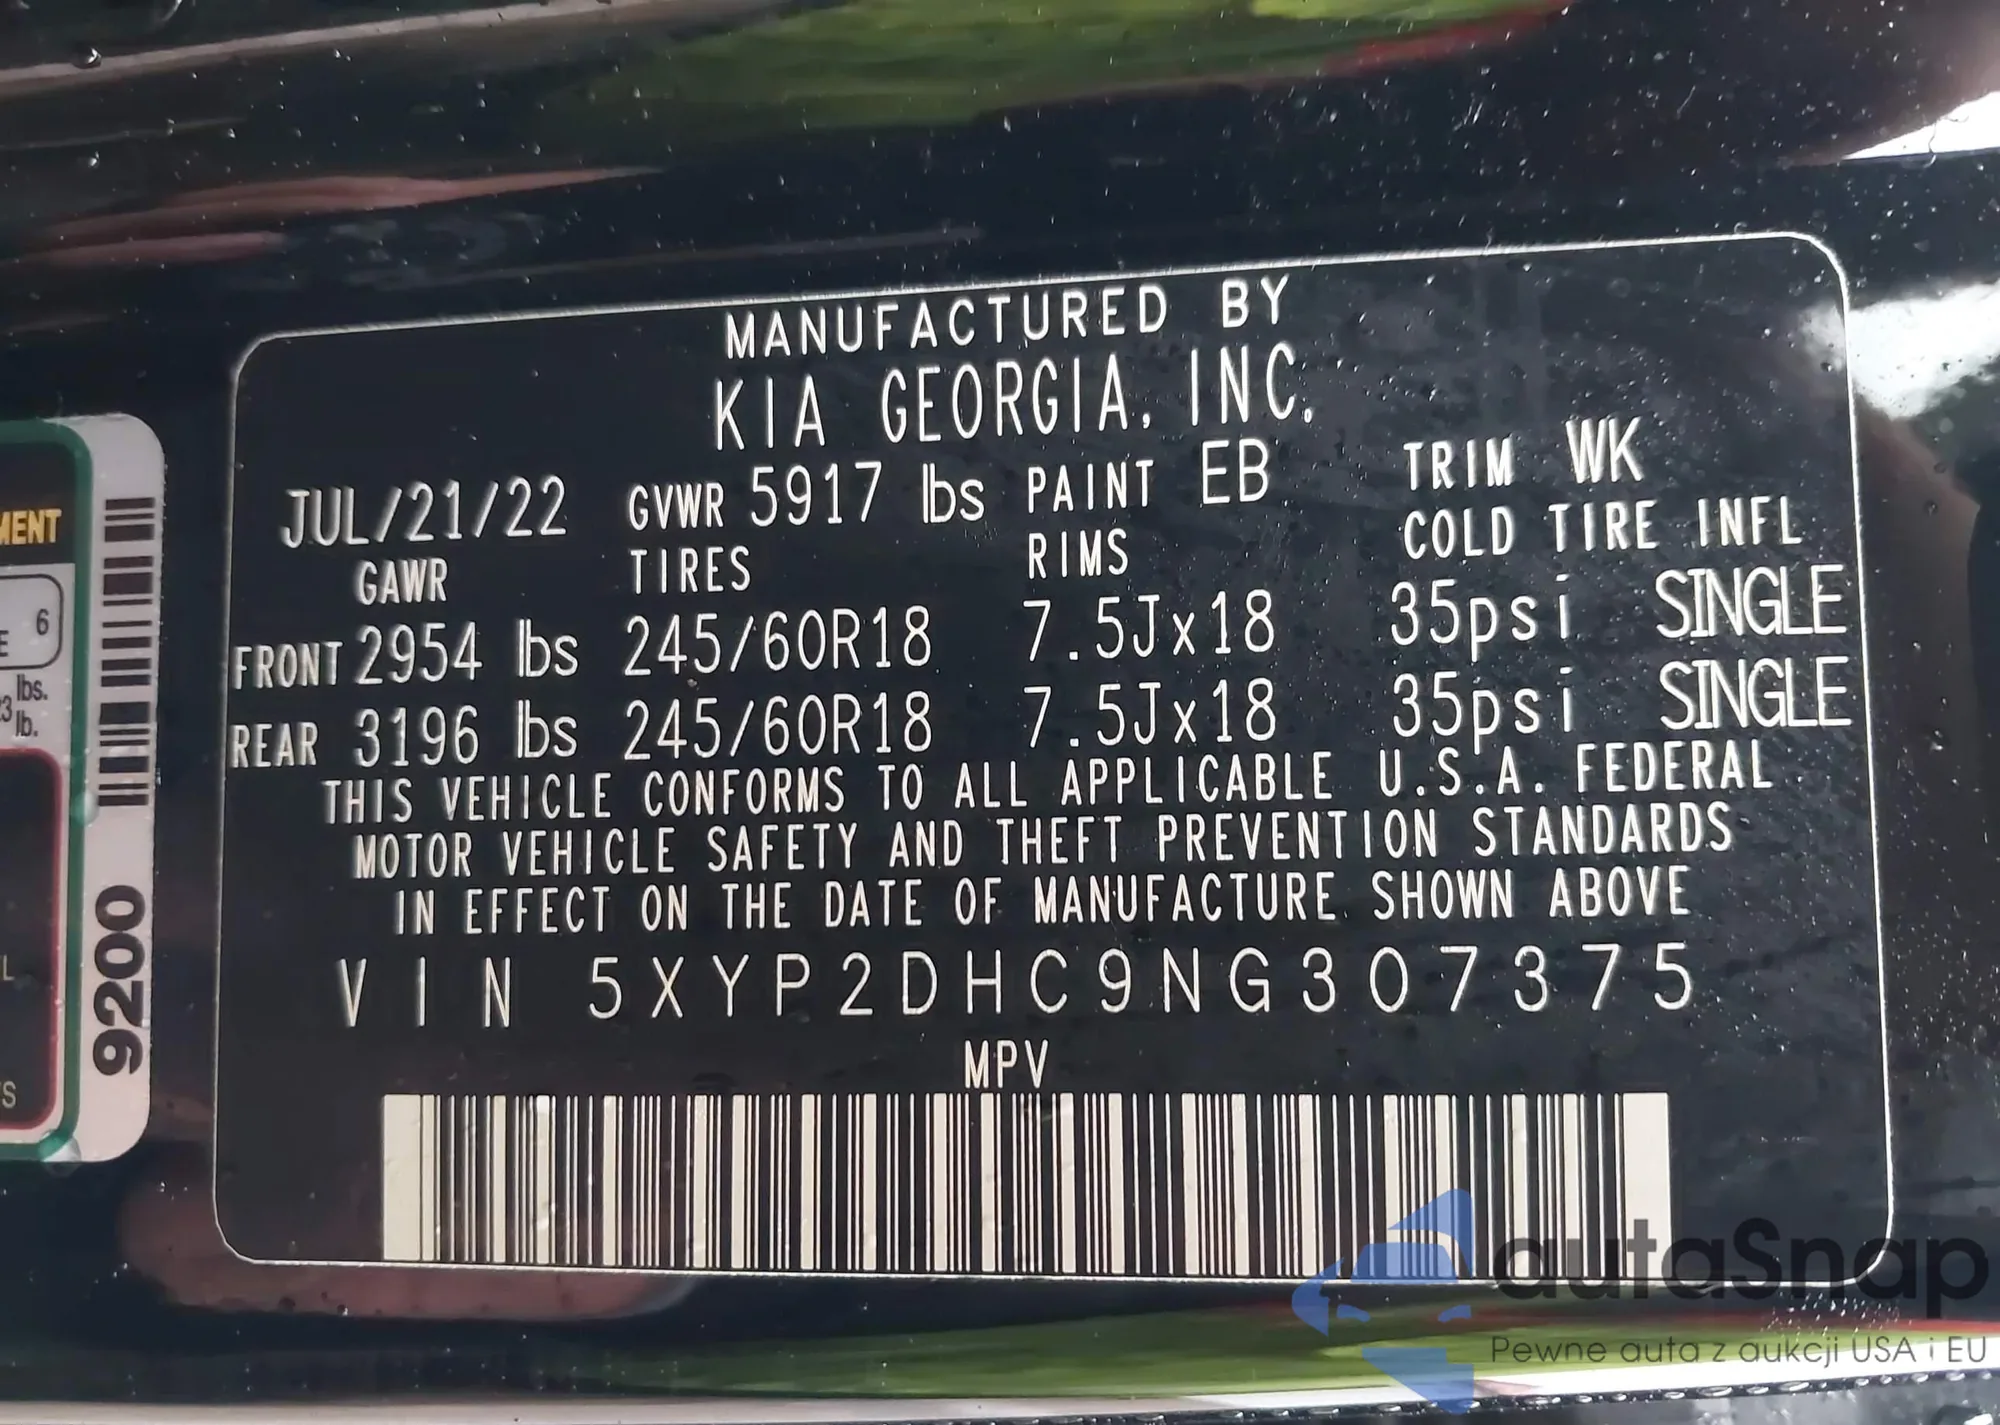 MANUFACTURED BY
KIA GEORGIA, INC.
JUL/21/22 GVWR 5917 lbs PAINT EB TRIM WK
GAWR TIRES RIMS COLD TIRE INFL
FRONT 2954 lbs 245/60R18 7.5Jx18 35psi SINGLE
REAR 3196 lbs 245/60R18 7.5Jx18 35psi SINGLE
THIS VEHICLE CONFORMS TO ALL APPLICABLE U.S.A. FEDERAL
MOTOR VEHICLE SAFETY AND THEFT PREVENTION STANDARDS
IN EFFECT ON THE DATE OF MANUFACTURE SHOWN ABOVE
VIN 5XYP2DHC9NG307375
MPV
6
lbs.
lb.
9200
autaSnap
Pewne auta z aukcji USA i EU